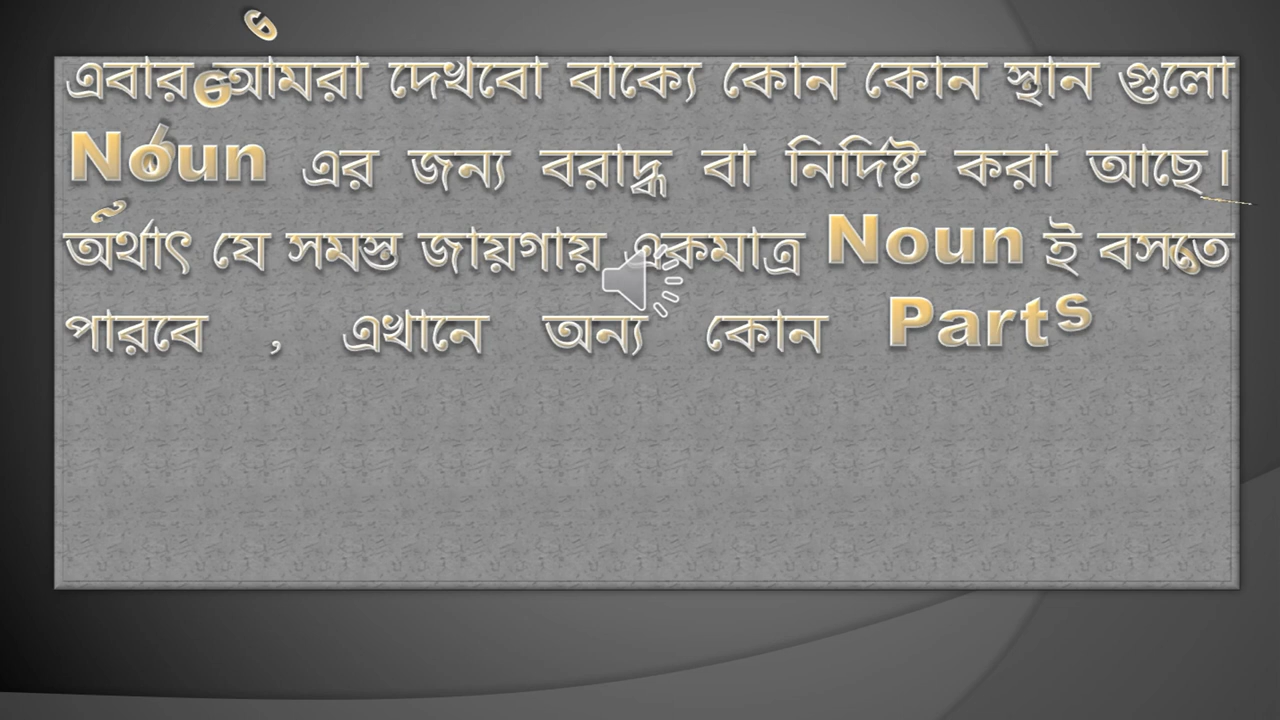 এবার আমরা দেখবো বাক্যে কোন কোন স্থান গুলো
Noun এর জন্য বরাদ্ধ বা নির্দিষ্ট করা আছে।
অর্থাৎ যে সমস্ত জায়গায় একমাত্র Noun ই বসতে
পারবে , এখানে অন্য কোন Parts